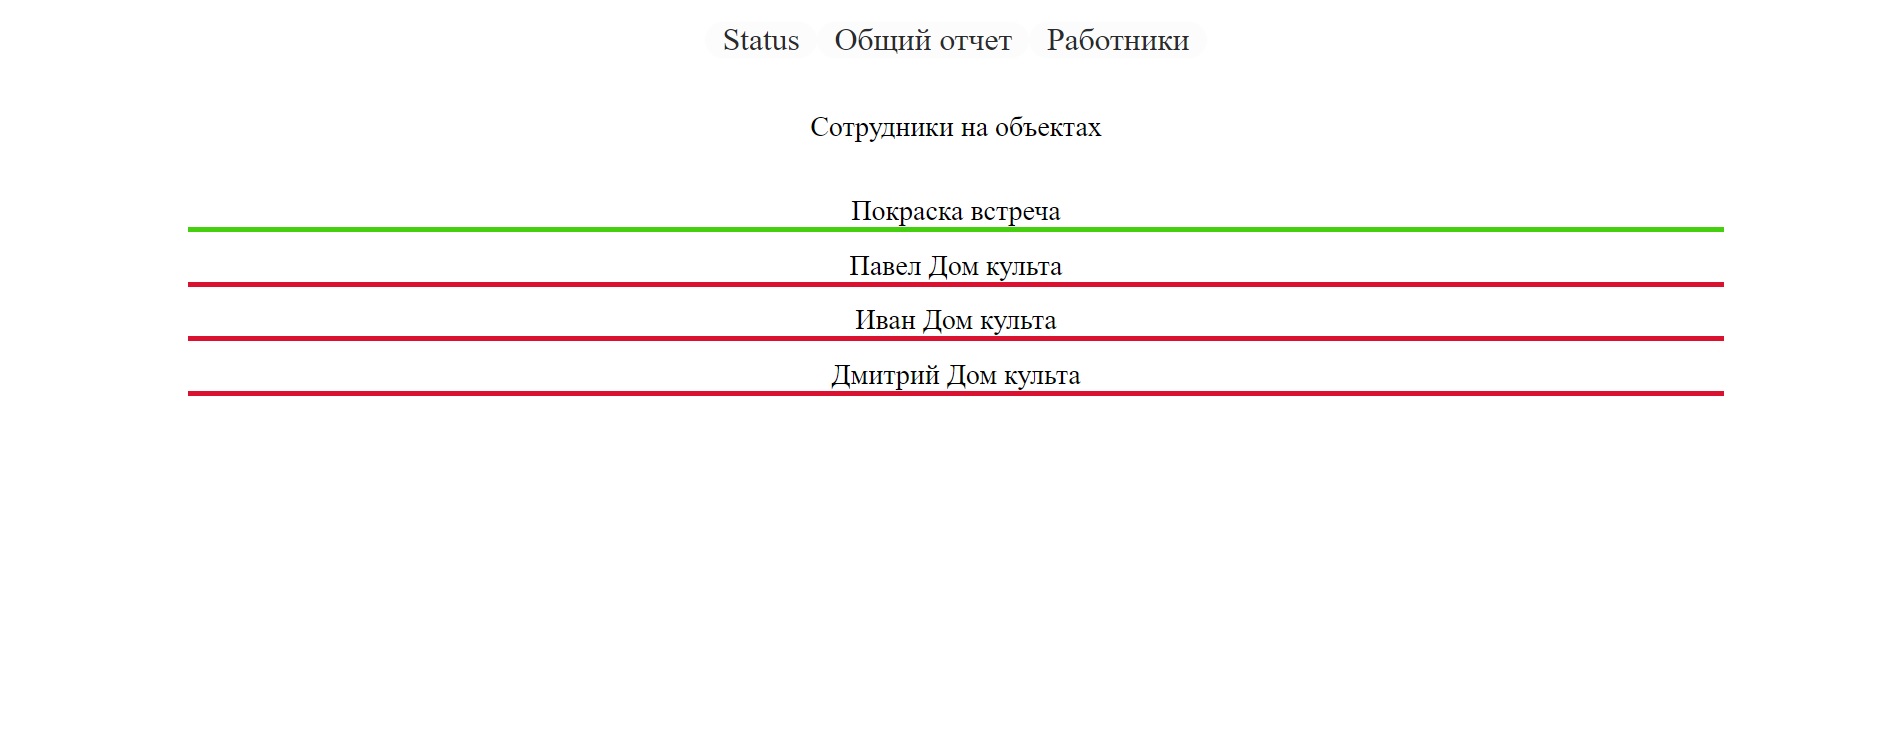 Status Общий отчет Работники
Сотрудники на объектах
Покраска встреча
Павел Дом культа
Иван Дом культа
Дмитрий Дом культа